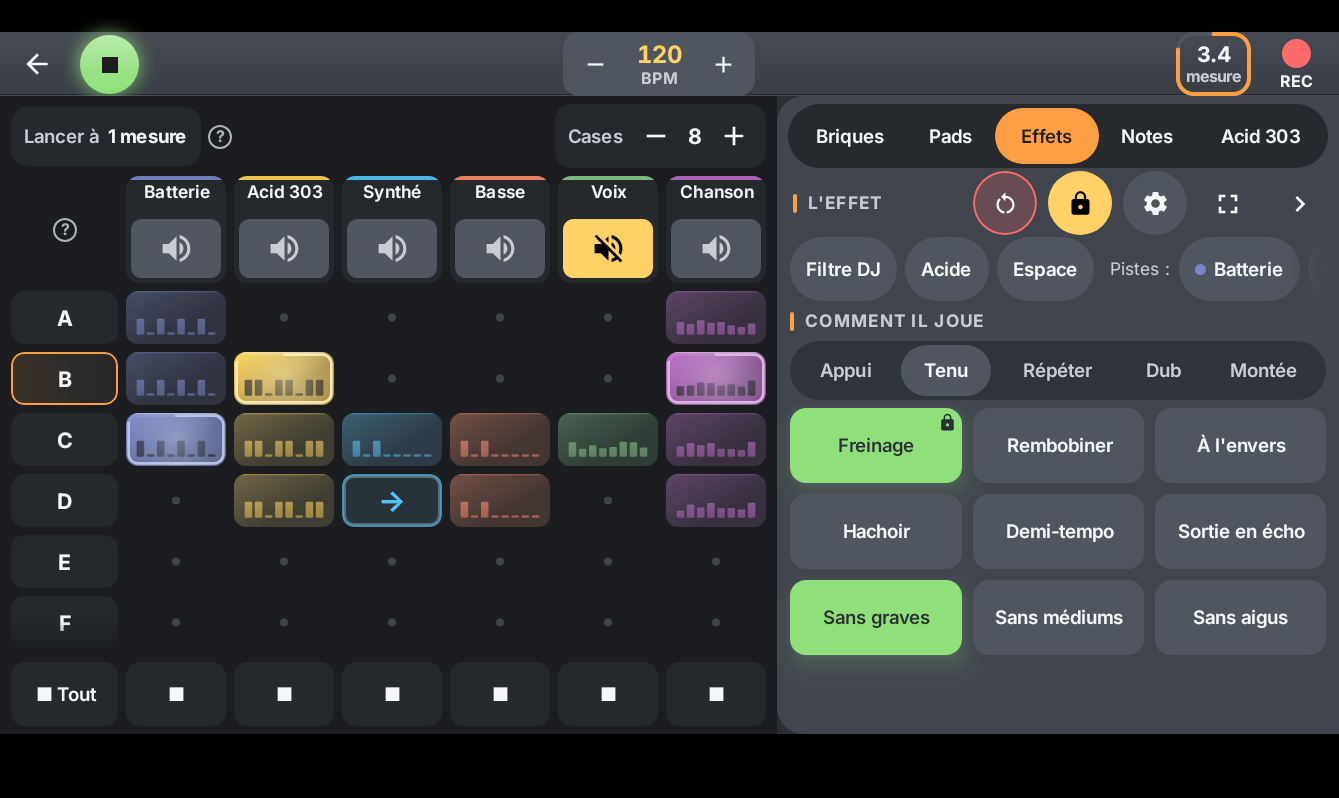 120
BPM
3.4
mesure
REC
Lancer à 1 mesure ?
Cases 8
Batterie Acid 303 Synthé Basse Voix Chanson
?
A
B
C
D
E
F
Tout
Briques Pads Effets Notes Acid 303
L'EFFET
Filtre DJ Acide Espace Pistes : Batterie
COMMENT IL JOUE
Appui Tenu Répéter Dub Montée
Freinage Rembobiner À l'envers
Hachoir Demi-tempo Sortie en écho
Sans graves Sans médiums Sans aigus